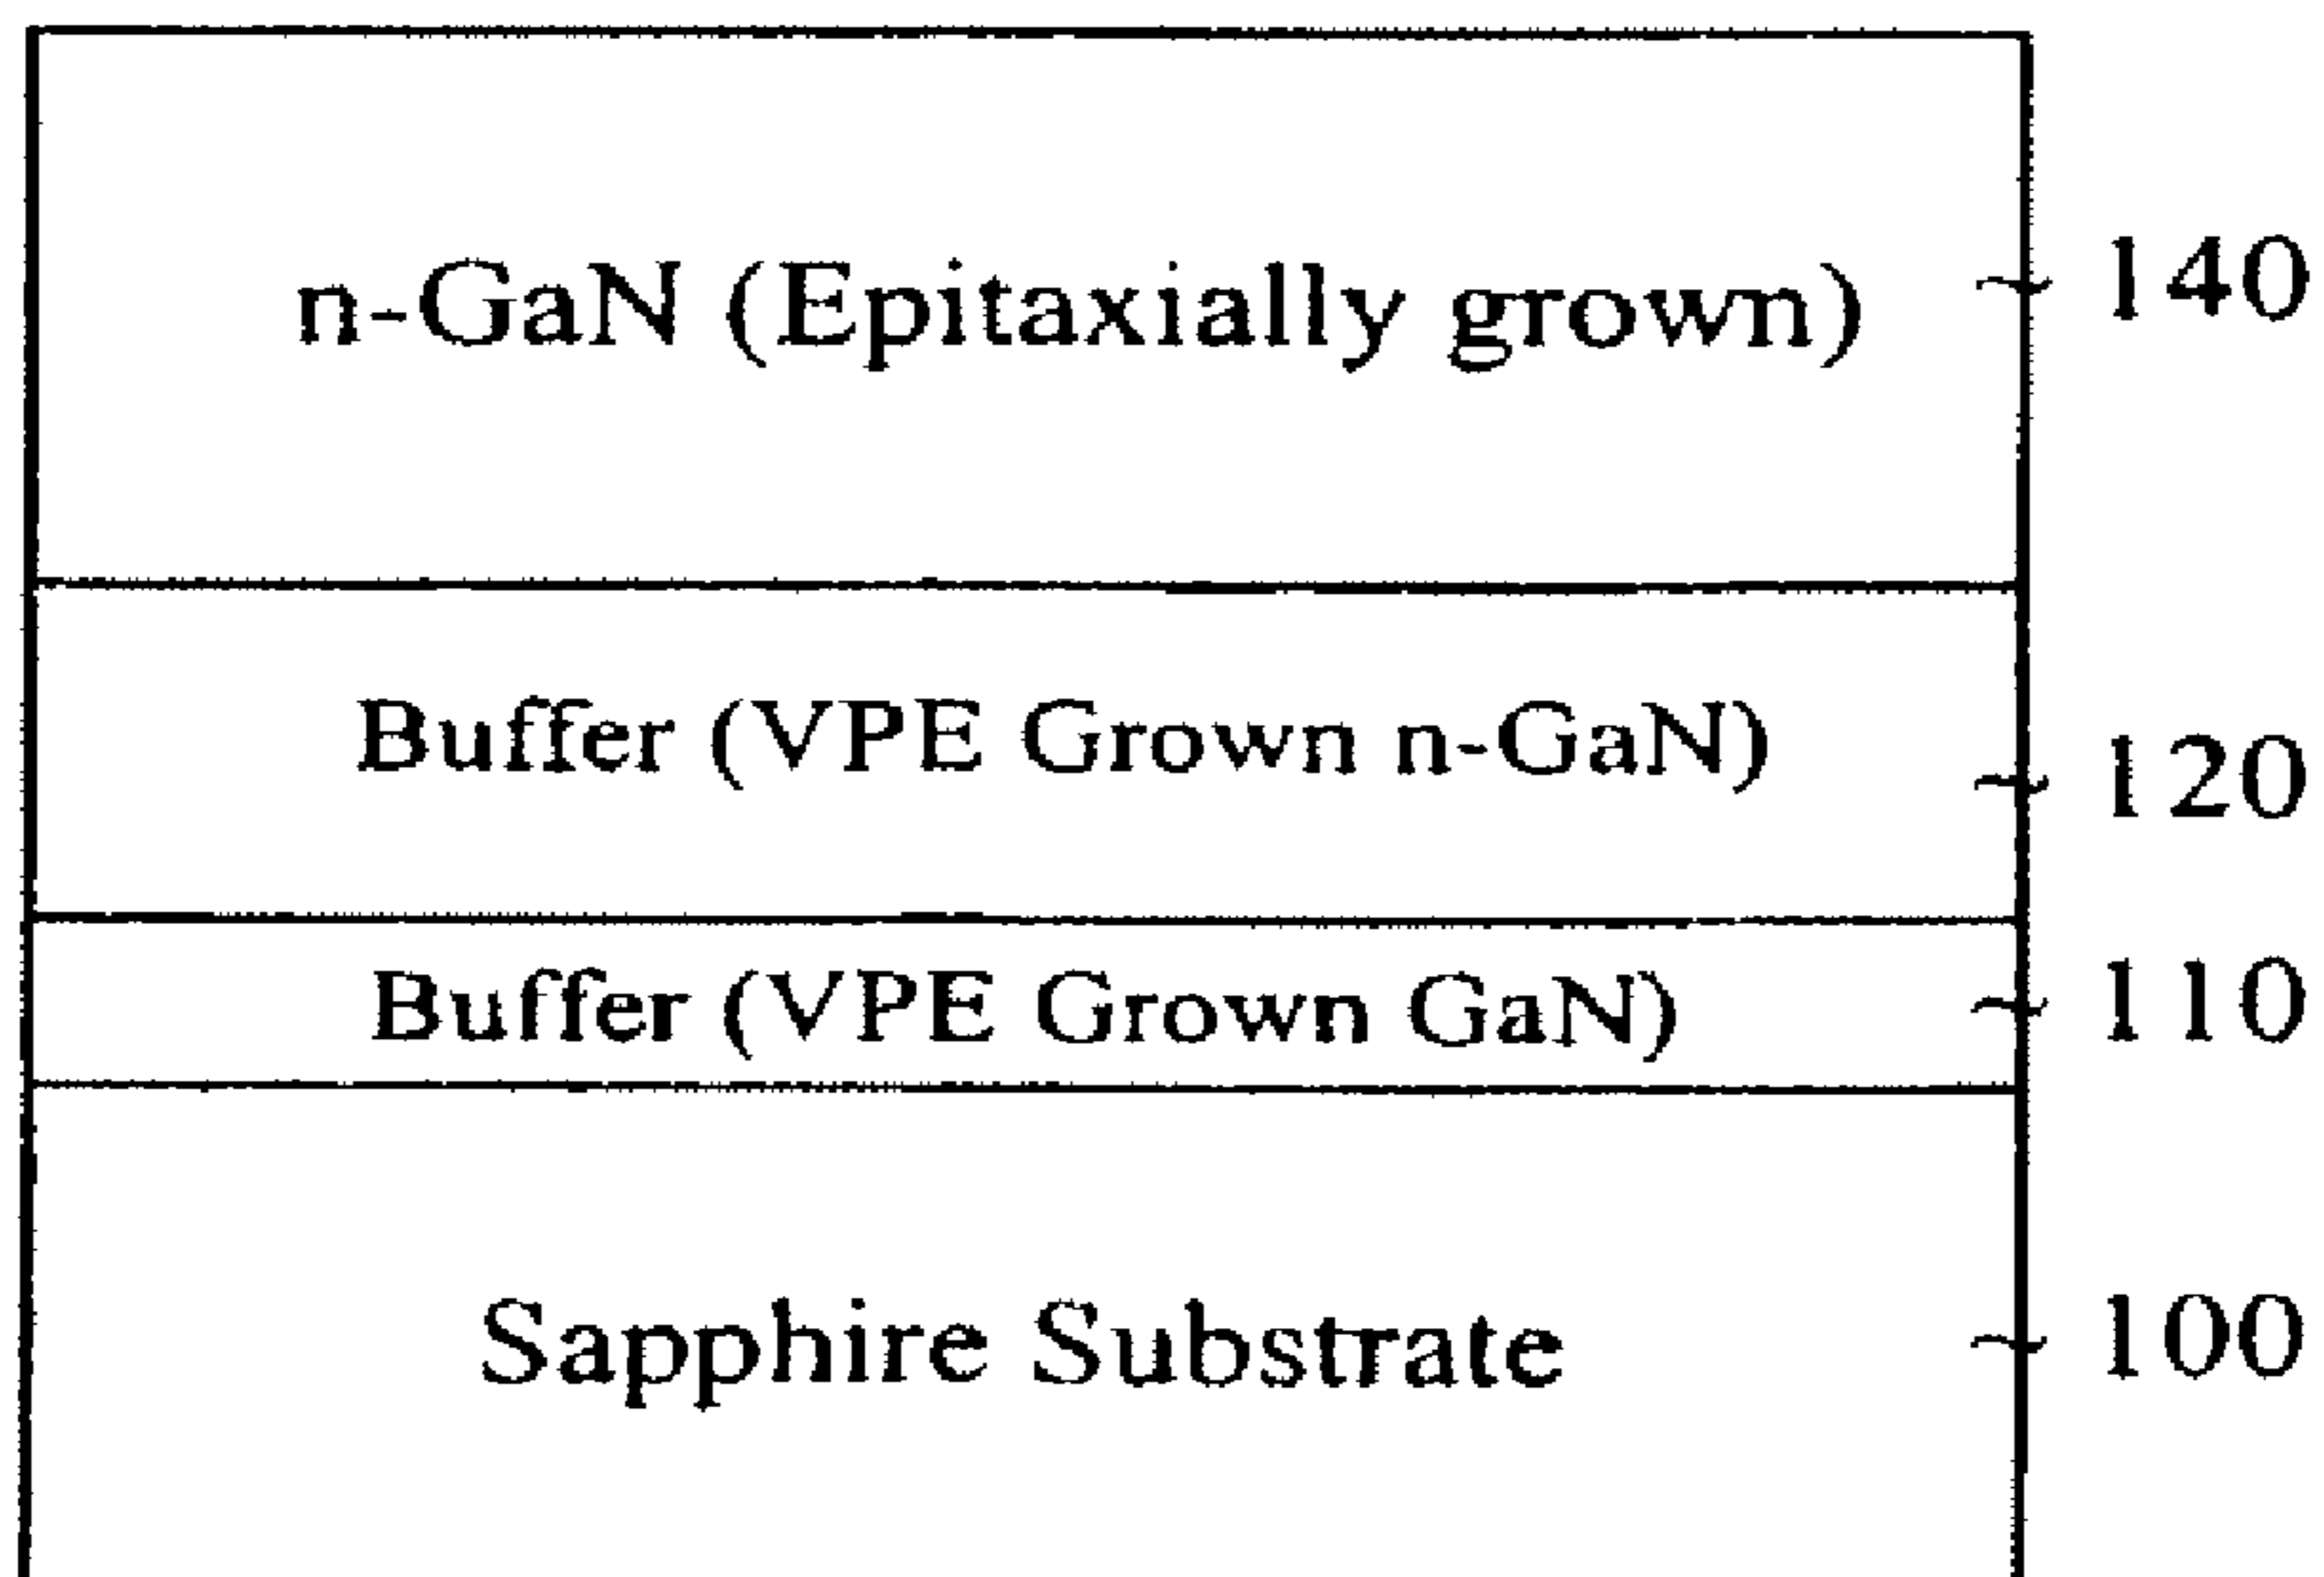 n-GaN (Epitaxially grown) 140
Buffer (VPE Grown n-GaN) 120
Buffer (VPE Grown GaN) 110
Sapphire Substrate 100